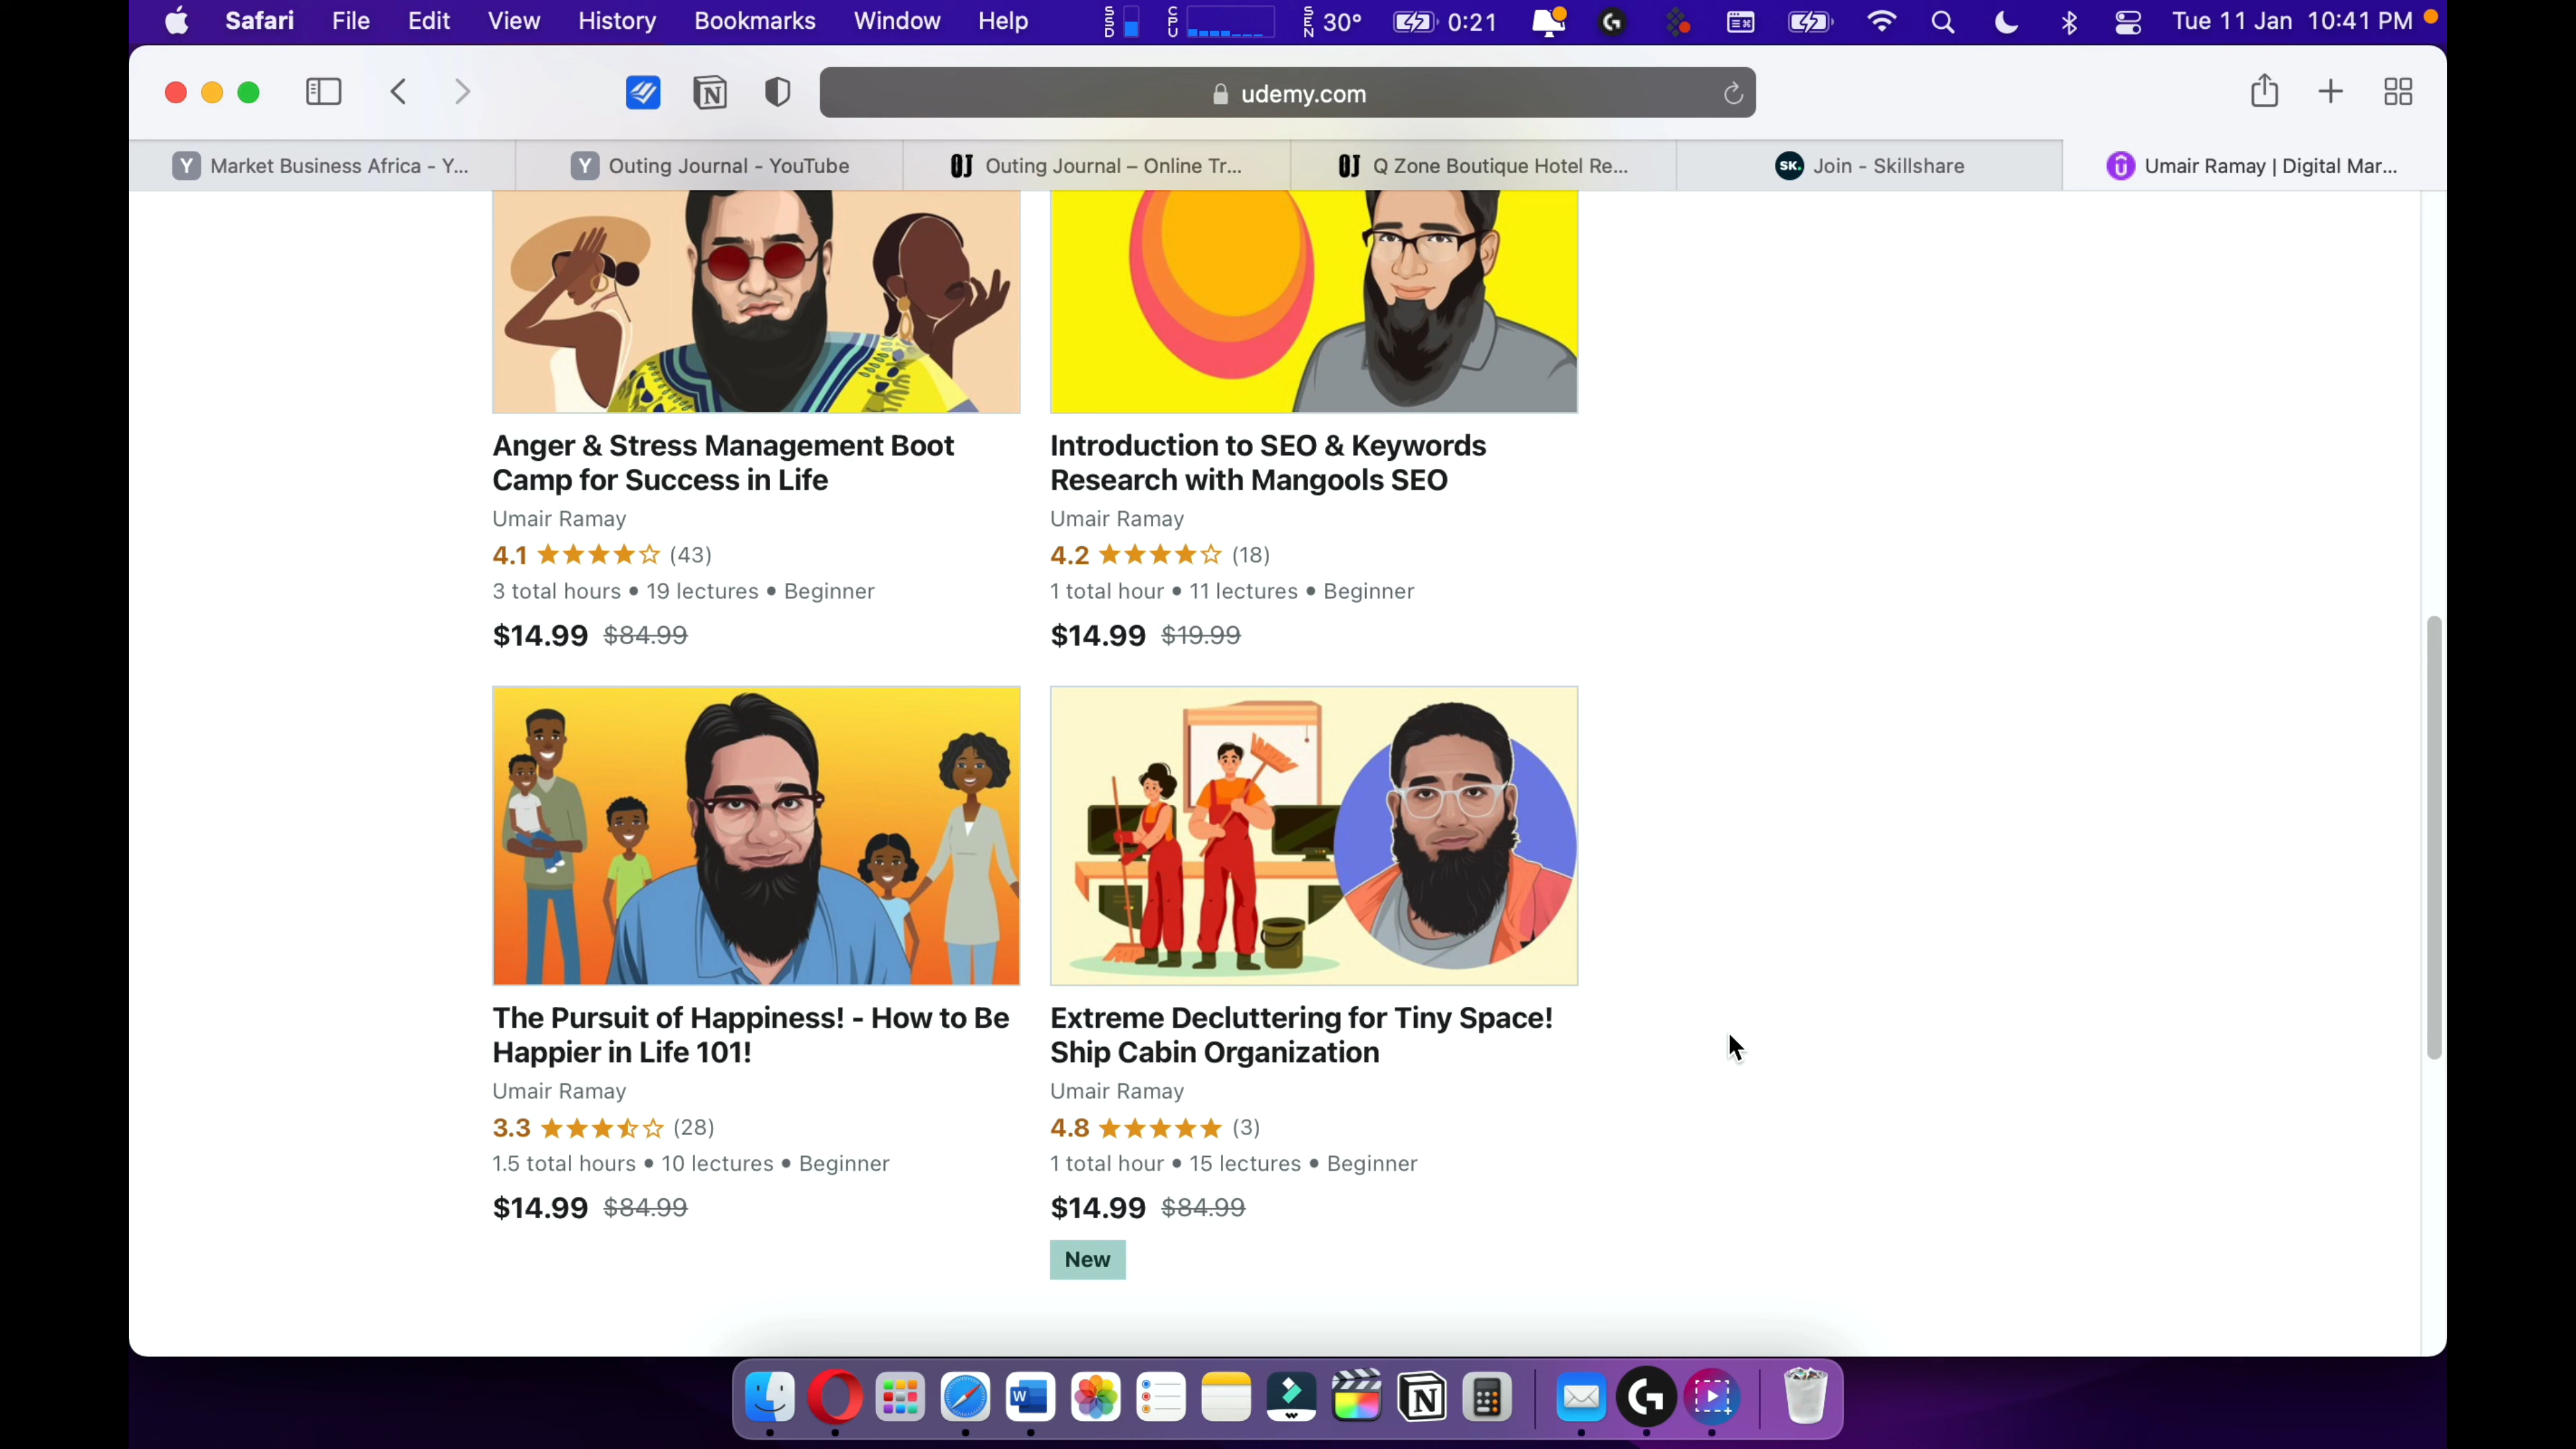 Safari File Edit View History Bookmarks Window Help SSD CPU SEN 30° 0:21 Tue 11 Jan 10:41 PM
udemy.com
Y Market Business Africa - Y... Y Outing Journal - YouTube OJ Outing Journal – Online Tr... OJ Q Zone Boutique Hotel Re... SK. Join - Skillshare Umair Ramay | Digital Mar...
Anger & Stress Management Boot
Camp for Success in Life
Umair Ramay
4.1 (43)
3 total hours • 19 lectures • Beginner
$14.99 $84.99
Introduction to SEO & Keywords
Research with Mangools SEO
Umair Ramay
4.2 (18)
1 total hour • 11 lectures • Beginner
$14.99 $19.99
The Pursuit of Happiness! - How to Be
Happier in Life 101!
Umair Ramay
3.3 (28)
1.5 total hours • 10 lectures • Beginner
$14.99 $84.99
Extreme Decluttering for Tiny Space!
Ship Cabin Organization
Umair Ramay
4.8 (3)
1 total hour • 15 lectures • Beginner
$14.99 $84.99
New